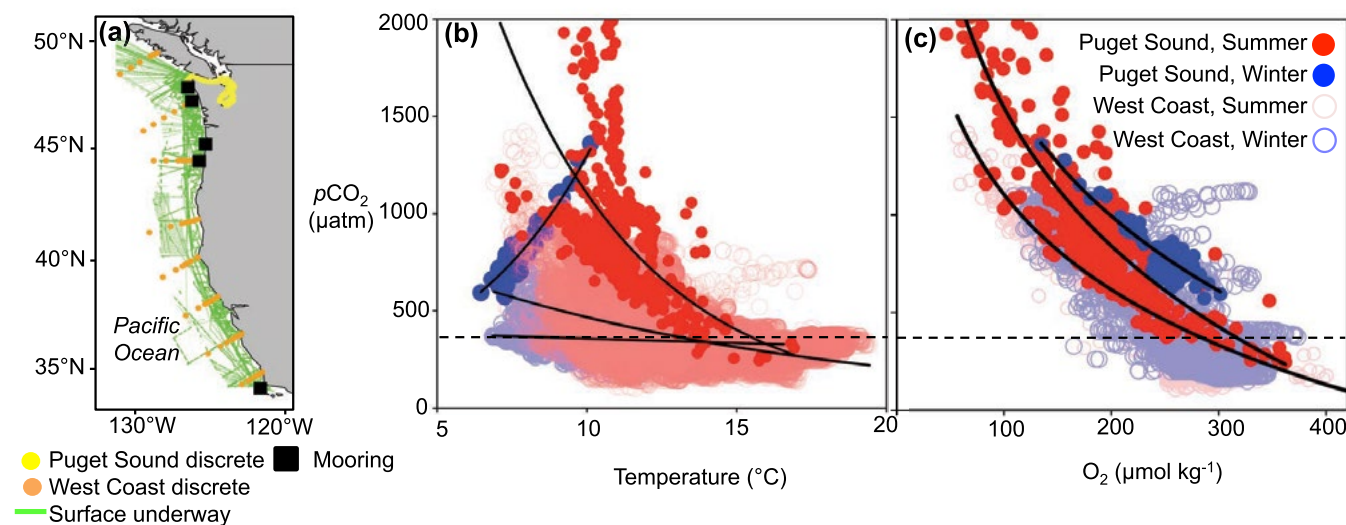 (a)
50°N
45°N
40°N
35°N
130°W
120°W
Pacific
Ocean
Puget Sound discrete
Mooring
West Coast discrete
Surface underway
(b)
pCO₂
(µatm)
2000
1500
1000
500
0
5
10
15
20
Temperature (°C)
(c)
Puget Sound, Summer
Puget Sound, Winter
West Coast, Summer
West Coast, Winter
100
200
300
400
O₂ (µmol kg⁻¹)